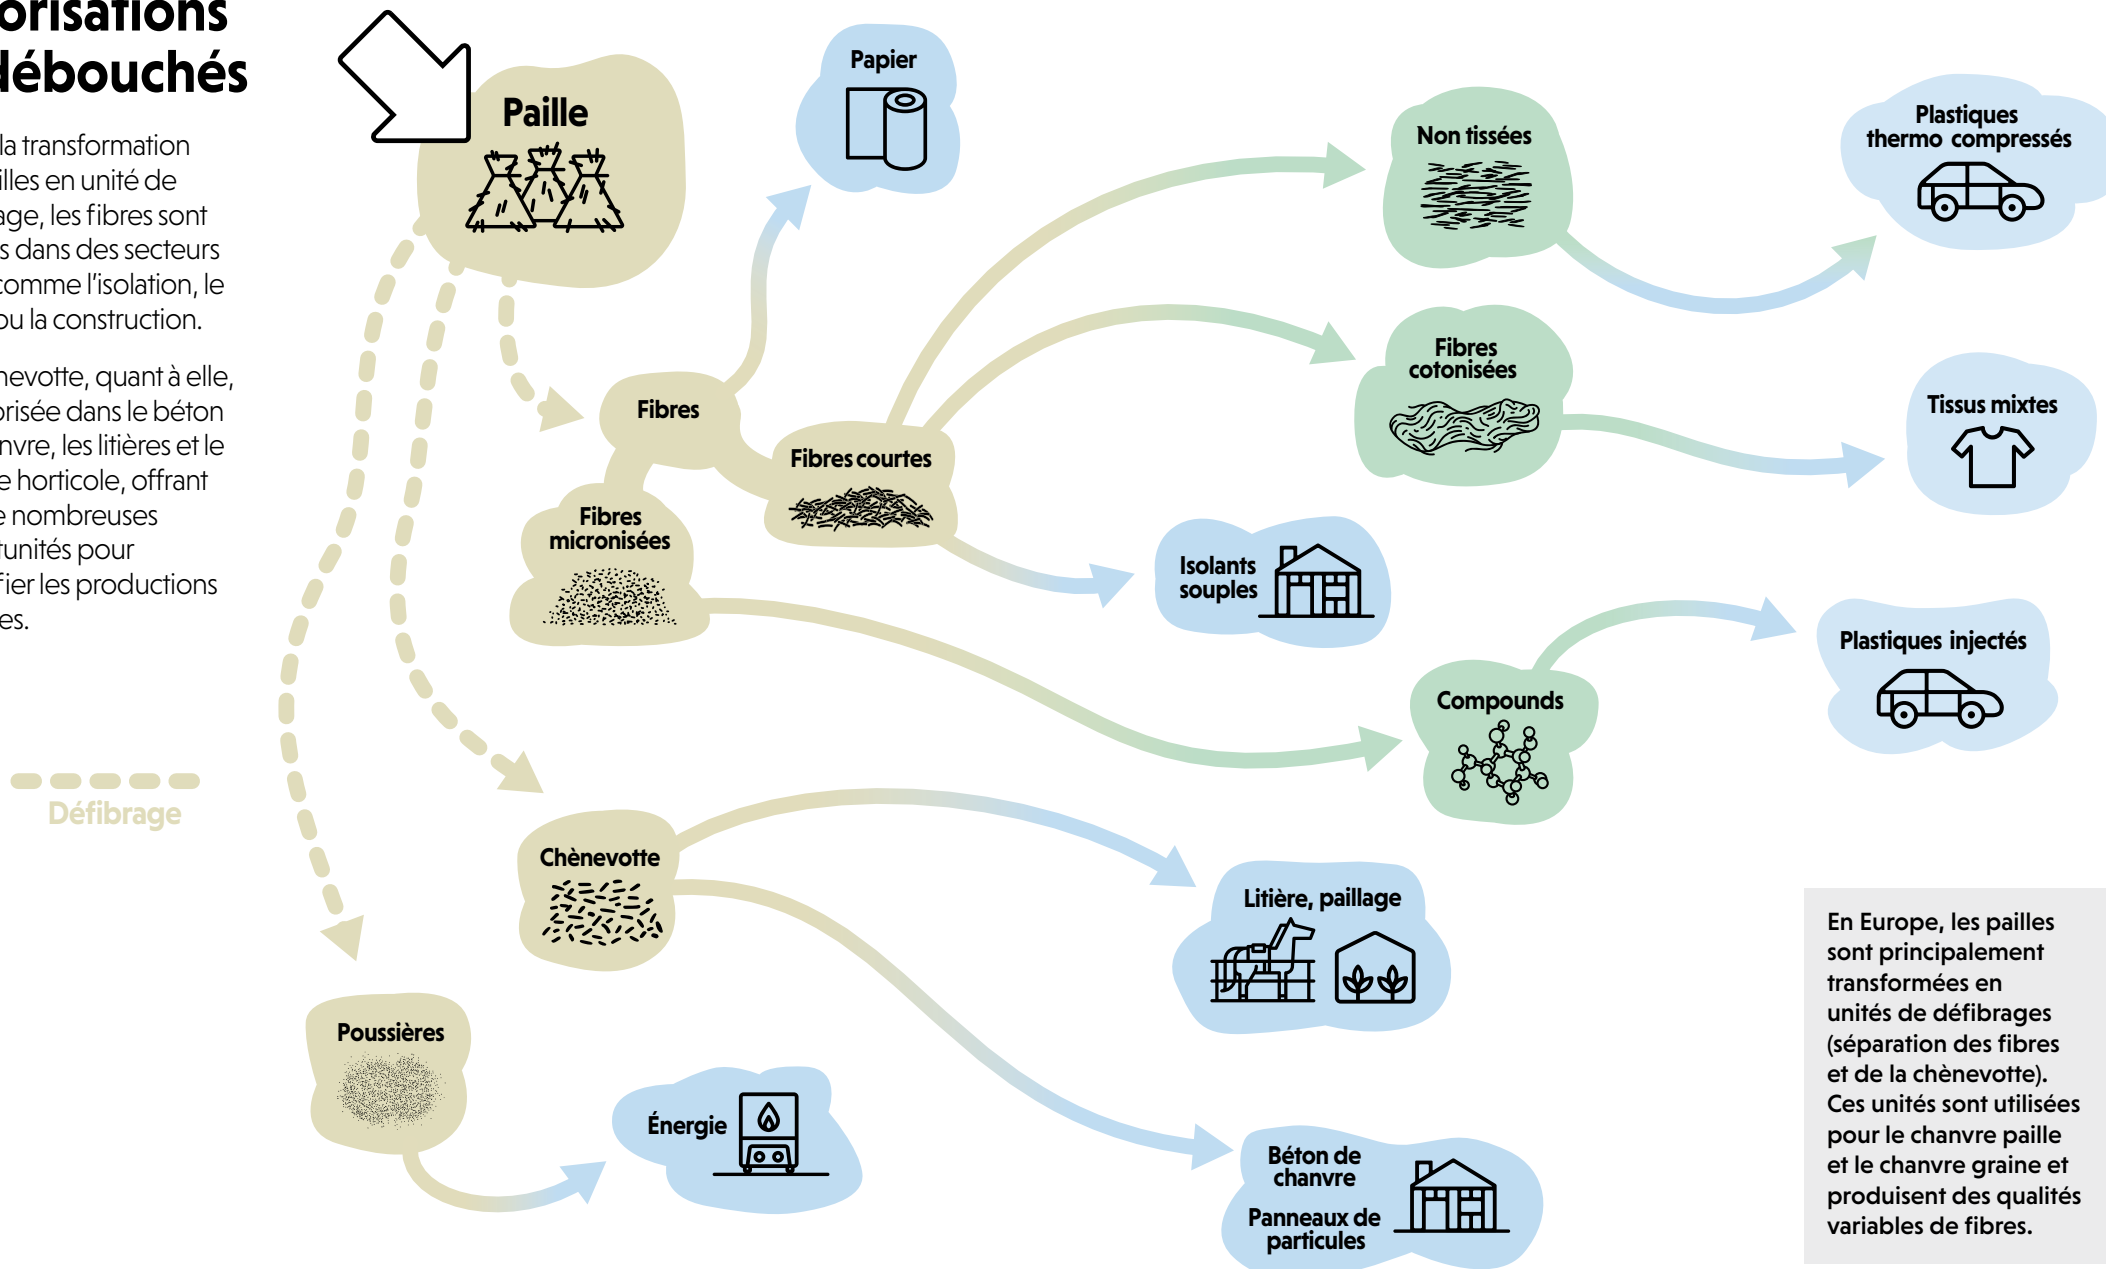 orisations
débouchés
la transformation
illes en unité de
age, les fibres sont
s dans des secteurs
comme l'isolation, le
ou la construction.
nevotte, quant à elle,
orisée dans le béton
anvre, les litières et le
e horticole, offrant
e nombreuses
tunités pour
fier les productions
es.
Défibrage
Paille
Papier
Fibres
Fibres courtes
Fibres
micronisées
Chènevotte
Poussières
Énergie
Non tissées
Fibres
cotonisées
Isolants
souples
Compounds
Litière, paillage
Béton de
chanvre
Panneaux de
particules
Plastiques
thermo compressés
Tissus mixtes
Plastiques injectés
En Europe, les pailles
sont principalement
transformées en
unités de défibrages
(séparation des fibres
et de la chènevotte).
Ces unités sont utilisées
pour le chanvre paille
et le chanvre graine et
produisent des qualités
variables de fibres.